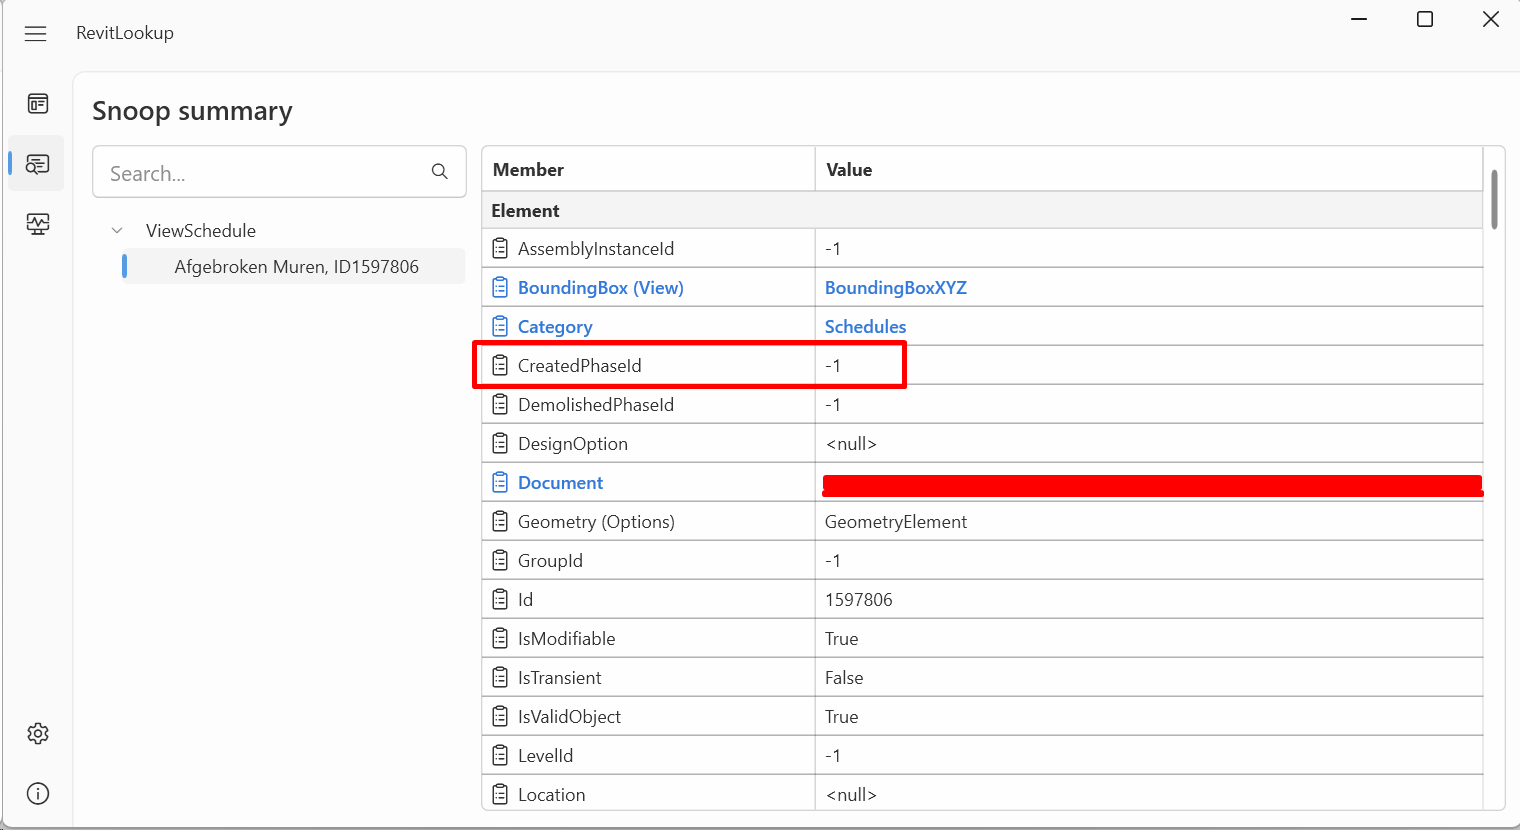 RevitLookup
Snoop summary
Search...
ViewSchedule
Afgebroken Muren, ID1597806
Member Value
Element
AssemblyInstanceId -1
BoundingBox (View) BoundingBoxXYZ
Category Schedules
CreatedPhaseId -1
DemolishedPhaseId -1
DesignOption <null>
Document
Geometry (Options) GeometryElement
GroupId -1
Id 1597806
IsModifiable True
IsTransient False
IsValidObject True
LevelId -1
Location <null>